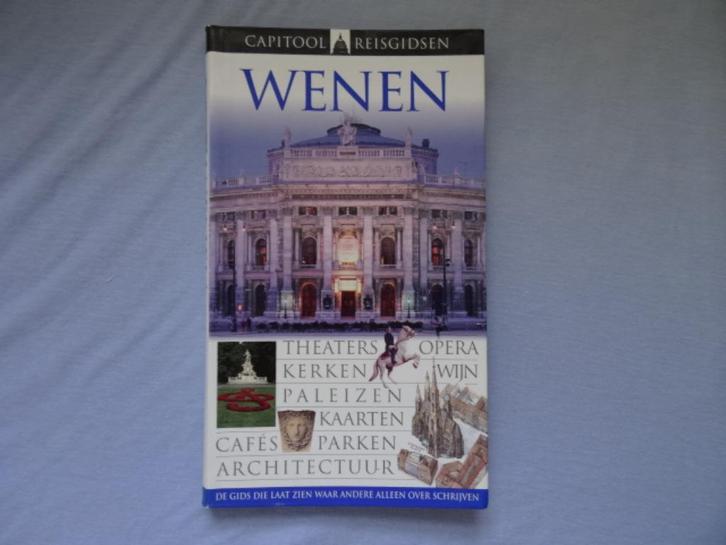 CAPITOOL REISGIDSEN
WENEN
THEATERS OPERA
KERKEN WIJN
PALEIZEN
KAARTEN
CAFÉS PARKEN
ARCHITECTUUR
DE GIDS DIE LAAT ZIEN WAAR ANDERE ALLEEN OVER SCHRIJVEN